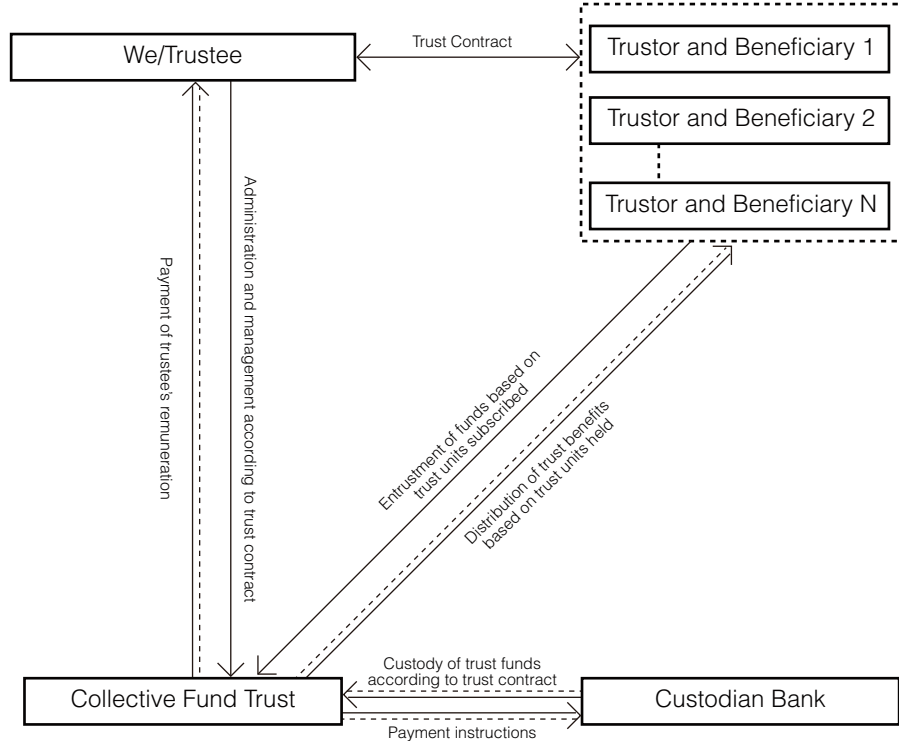 We/Trustee
Trust Contract
Trustor and Beneficiary 1
Trustor and Beneficiary 2
Trustor and Beneficiary N
Payment of trustee's remuneration
Administration and management according to trust contract
Entrustment of funds based on
trust units subscribed
Distribution of trust benefits
based on trust units held
Collective Fund Trust
Custody of trust funds
according to trust contract
Payment instructions
Custodian Bank